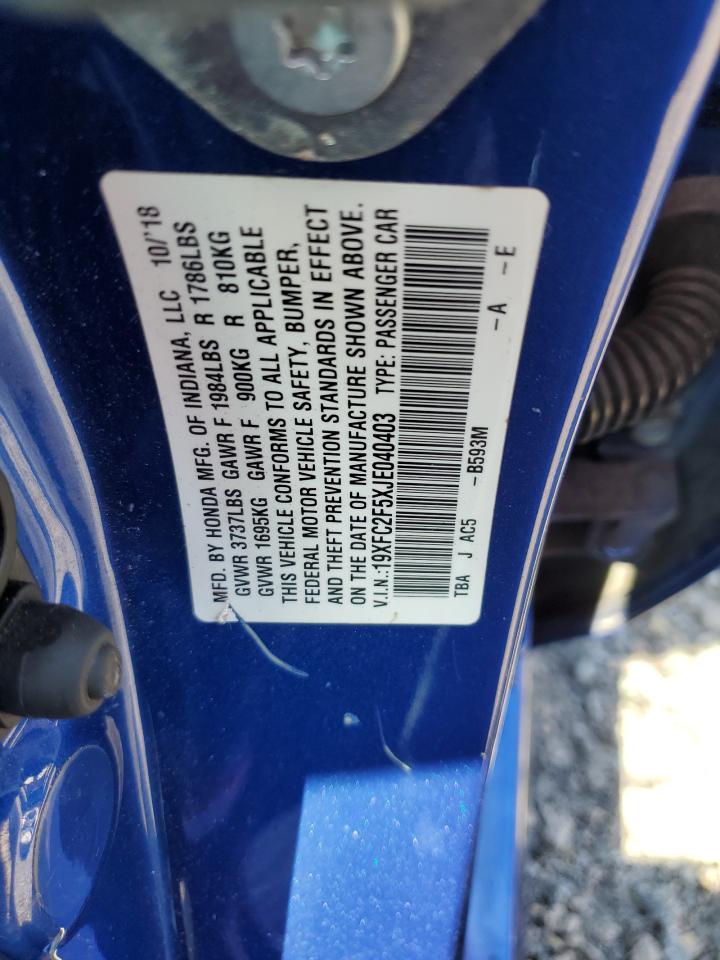 MFD. BY HONDA MFG. OF INDIANA, LLC 10/'18
GVWR 3737LBS GAWR F 1984LBS R 1786LBS
GVWR 1695KG GAWR F 900KG R 810KG
THIS VEHICLE CONFORMS TO ALL APPLICABLE
FEDERAL MOTOR VEHICLE SAFETY, BUMPER,
AND THEFT PREVENTION STANDARDS IN EFFECT
ON THE DATE OF MANUFACTURE SHOWN ABOVE.
V.I.N.:19XFC2F5XJE040403 TYPE: PASSENGER CAR
TBA J AC5 -B593M -A -E